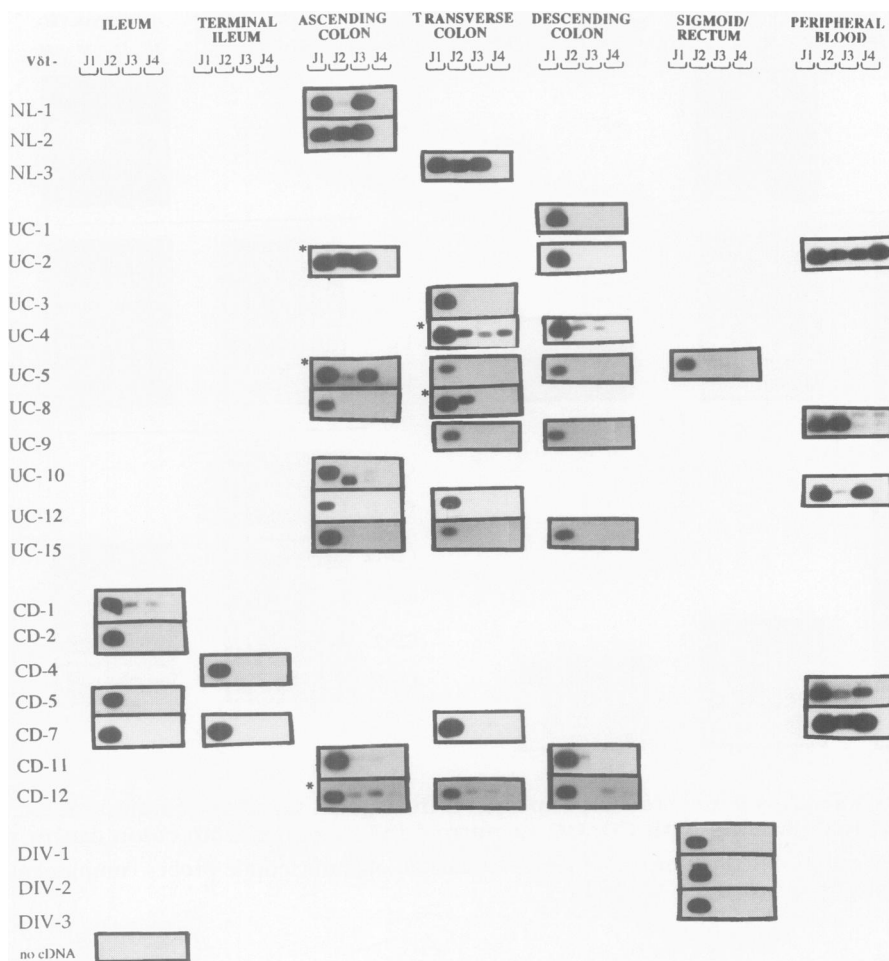 ILEUM TERMINAL ILEUM ASCENDING COLON TRANSVERSE COLON DESCENDING COLON SIGMOID/ RECTUM PERIPHERAL BLOOD
Vδ1- J1 J2 J3 J4 J1 J2 J3 J4 J1 J2 J3 J4 J1 J2 J3 J4 J1 J2 J3 J4 J1 J2 J3 J4 J1 J2 J3 J4
NL-1
NL-2
NL-3
UC-1
UC-2 *
UC-3
UC-4 *
UC-5 *
UC-8 *
UC-9
UC-10
UC-12
UC-15
CD-1
CD-2
CD-4
CD-5
CD-7
CD-11
CD-12 *
DIV-1
DIV-2
DIV-3
no cDNA